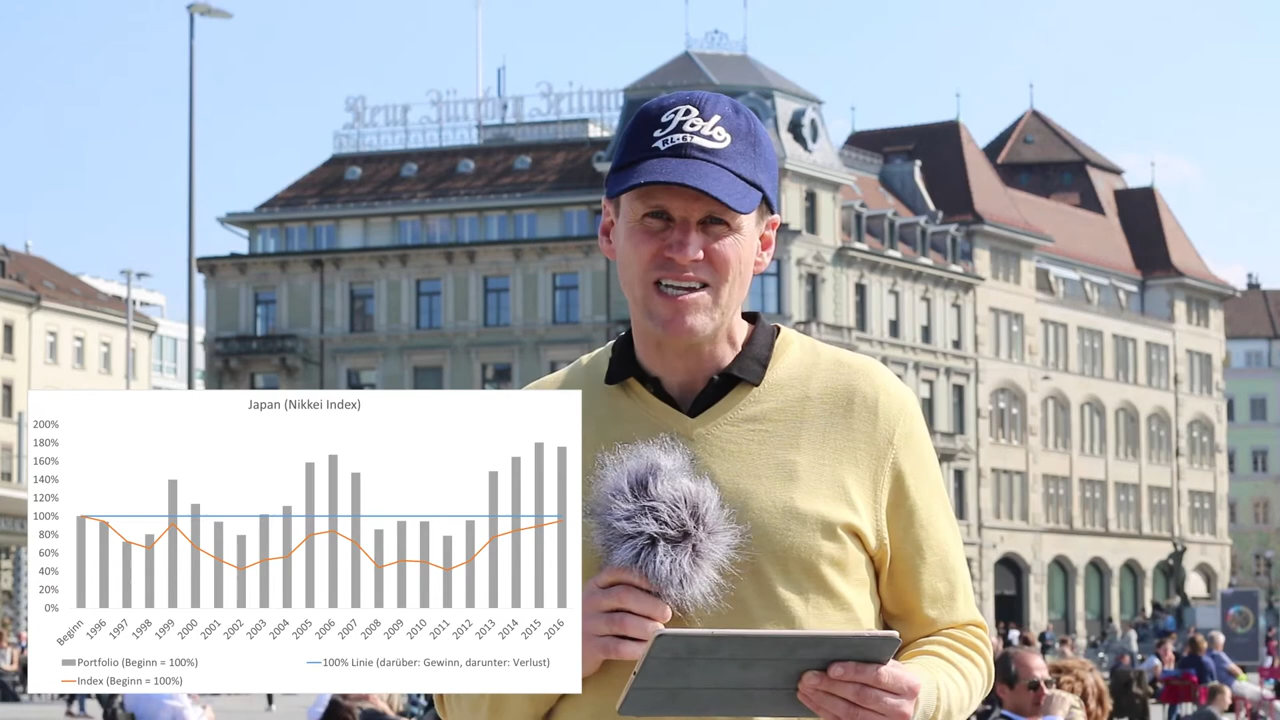 Neue Zürcher Zeitung
Polo
RL·67
Japan (Nikkei Index)
200%
180%
160%
140%
120%
100%
80%
60%
40%
20%
0%
Beginn 1996 1997 1998 1999 2000 2001 2002 2003 2004 2005 2006 2007 2008 2009 2010 2011 2012 2013 2014 2015 2016
Portfolio (Beginn = 100%)
100% Linie (darüber: Gewinn, darunter: Verlust)
Index (Beginn = 100%)